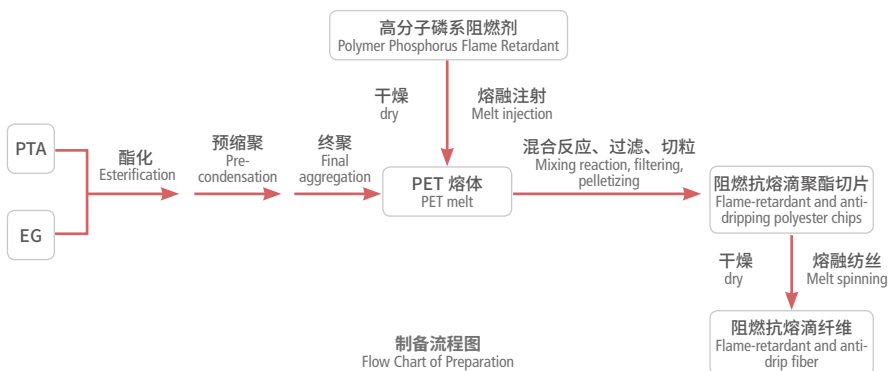 高分子磷系阻燃剂
Polymer Phosphorus Flame Retardant
干燥
dry
熔融注射
Melt injection
PTA
EG
酯化
Esterification
预缩聚
Pre-
condensation
终聚
Final
aggregation
PET 熔体
PET melt
混合反应、过滤、切粒
Mixing reaction, filtering,
pelletizing
阻燃抗熔滴聚酯切片
Flame-retardant and anti-
dripping polyester chips
干燥
dry
熔融纺丝
Melt spinning
阻燃抗熔滴纤维
Flame-retardant and anti-
drip fiber
制备流程图
Flow Chart of Preparation